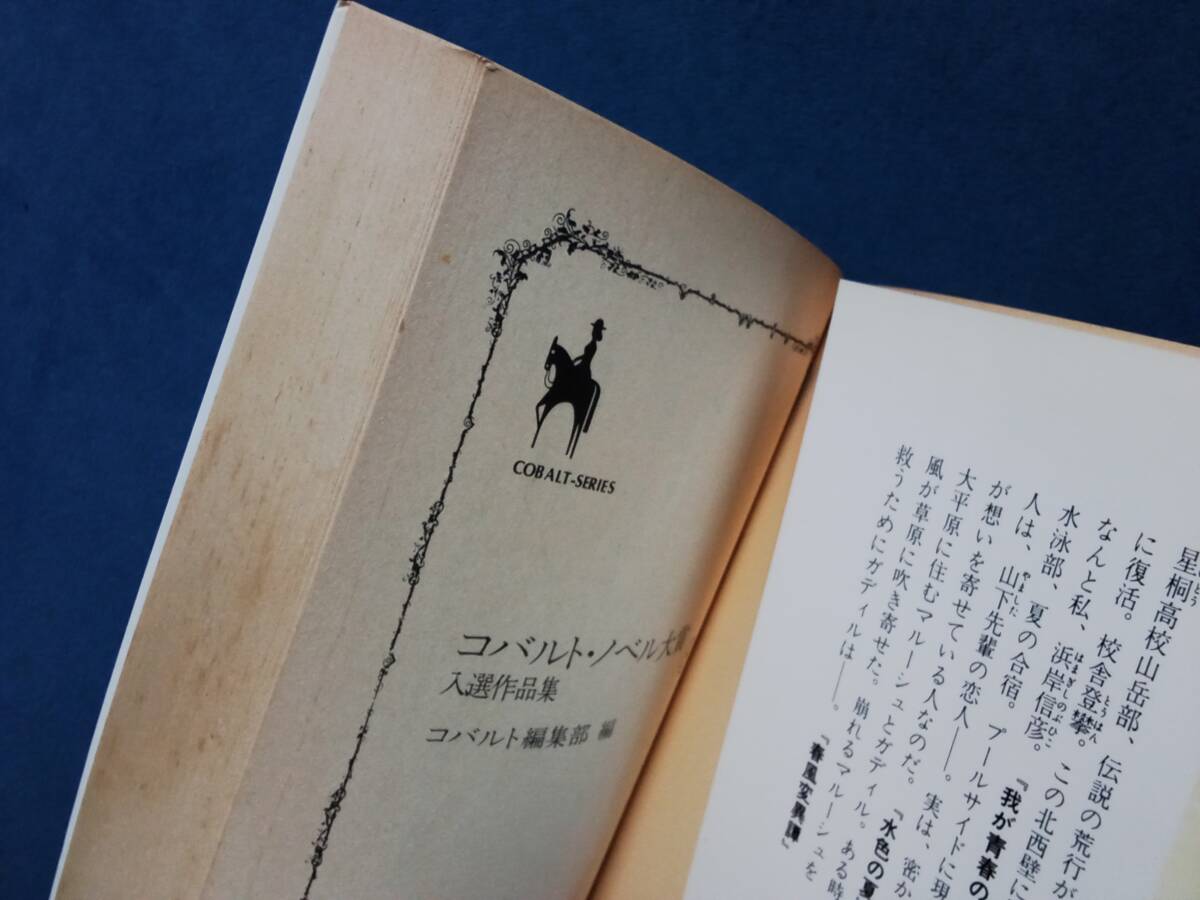 COBALT-SERIES
コバルト・ノベル大賞
入選作品集
コバルト編集部 編
星桐高校山岳部、伝説の荒行が
に復活。校舎登攀。この北西壁に
なんと私、浜岸信彦。『我が青春の
水泳部、夏の合宿。プールサイドに現
人は、山下先輩の恋人――。実は、密か
が想いを寄せている人なのだ。『水色の夏
大平原に住むマルーシュとガディル。ある時
風が草原に吹き寄せた。崩れるマルーシュを
救うためにガディルは――。『春風変異譚』